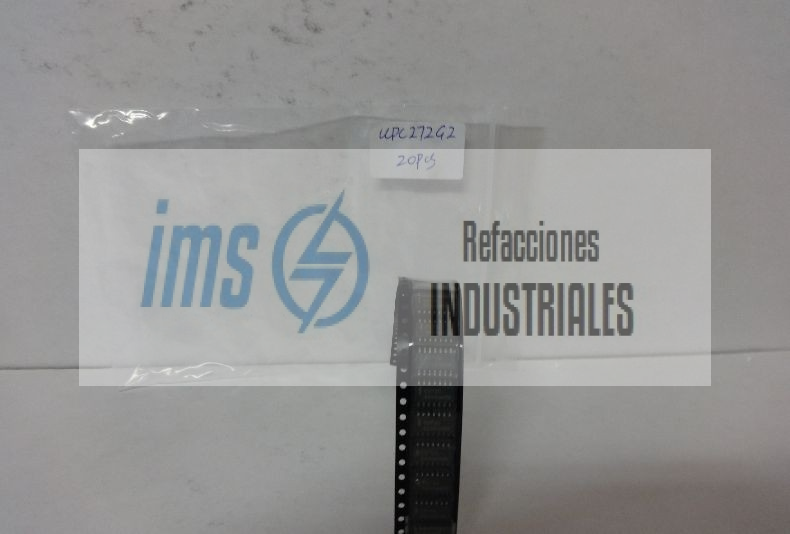 UPC272G2
20pcs
ims
Refacciones
INDUSTRIALES